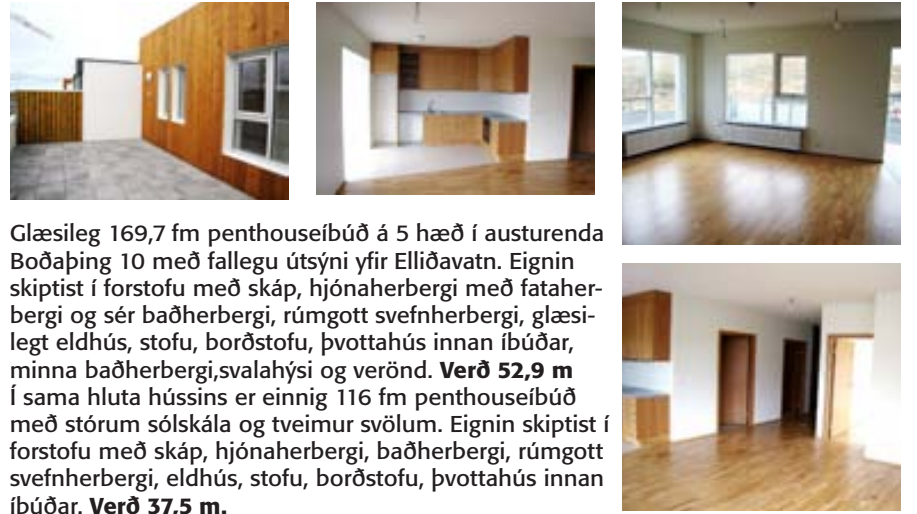 Glæsileg 169,7 fm penthouseíbúð á 5 hæð í austurenda
Boðaþing 10 með fallegu útsýni yfir Elliðavatn. Eignin
skiptist í forstofu með skáp, hjónaherbergi með fataher-
bergi og sér baðherbergi, rúmgott svefnherbergi, glæsi-
legt eldhús, stofu, borðstofu, þvottahús innan íbúðar,
minna baðherbergi,svalahýsi og verönd. Verð 52,9 m
Í sama hluta hússins er einnig 116 fm penthouseíbúð
með stórum sólskála og tveimur svölum. Eignin skiptist í
forstofu með skáp, hjónaherbergi, baðherbergi, rúmgott
svefnherbergi, eldhús, stofu, borðstofu, þvottahús innan
íbúðar. Verð 37,5 m.